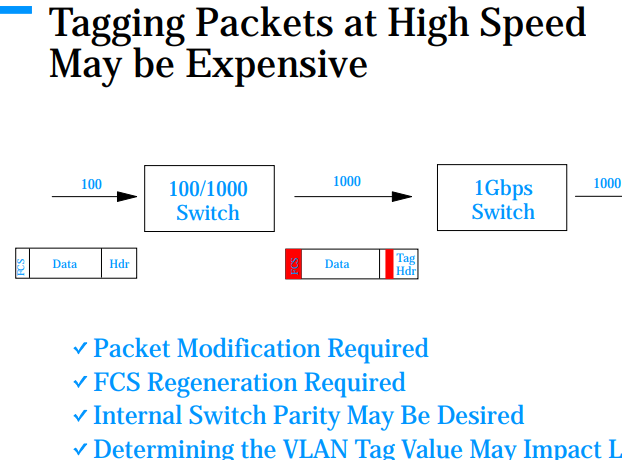 Tagging Packets at High Speed
May be Expensive
100
100/1000
Switch
1000
1Gbps
Switch
1000
FCS
Data
Hdr
FCS
Data
Tag
Hdr
✓ Packet Modification Required
✓ FCS Regeneration Required
✓ Internal Switch Parity May Be Desired
✓ Determining the VLAN Tag Value May Impact L